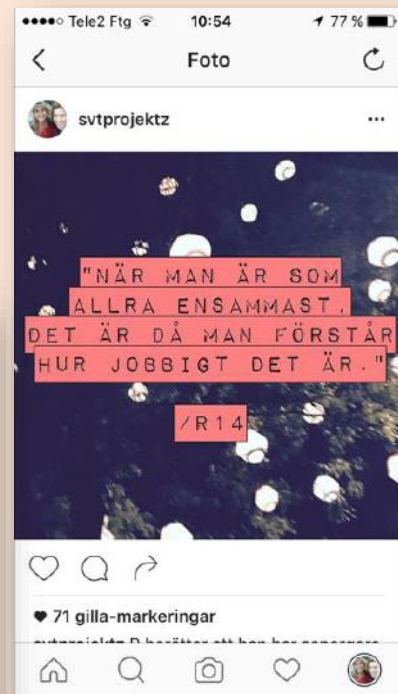 Tele2 Ftg 10:54 77 %
Foto
svtprojektz
"NÄR MAN ÄR SOM
ALLRA ENSAMMAST,
DET ÄR DÅ MAN FÖRSTÅR
HUR JOBBIGT DET ÄR."
/R14
71 gilla-markeringar